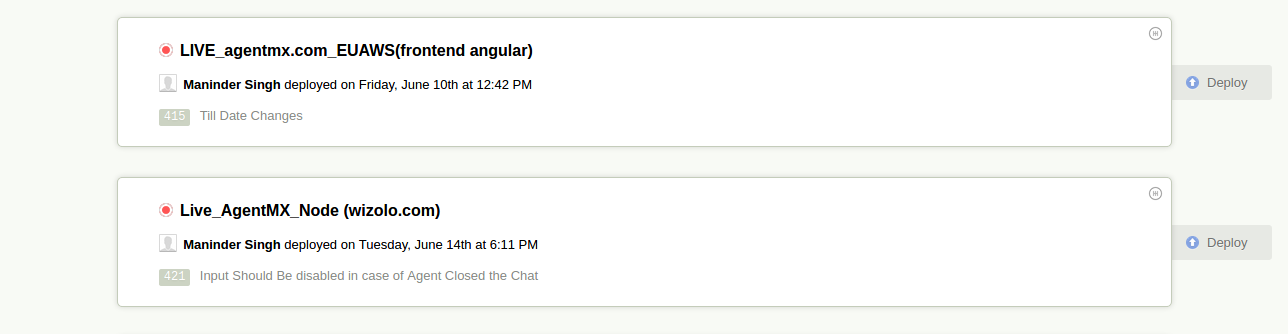 LIVE_agentmx.com_EUAWS(frontend angular)
Maninder Singh deployed on Friday, June 10th at 12:42 PM
Deploy
415 Till Date Changes
Live_AgentMX_Node (wizolo.com)
Maninder Singh deployed on Tuesday, June 14th at 6:11 PM
Deploy
421 Input Should Be disabled in case of Agent Closed the Chat